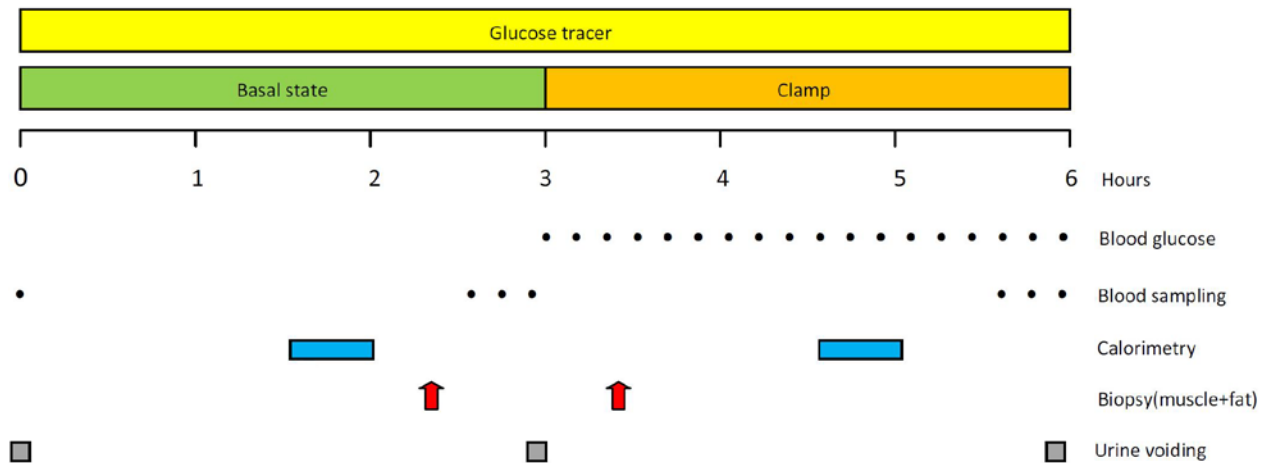 Glucose tracer
Basal state Clamp
0 1 2 3 4 5 6 Hours
Blood glucose
Blood sampling
Calorimetry
Biopsy(muscle+fat)
Urine voiding